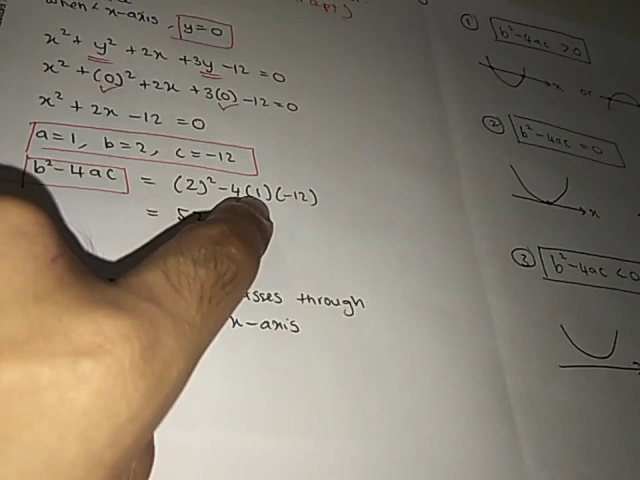 when x-axis, y=0
x² + y² + 2x + 3y - 12 = 0
x² + (0)² + 2x + 3(0) - 12 = 0
x² + 2x - 12 = 0
a = 1, b = 2, c = -12
b² - 4ac = (2)² - 4(1)(-12)
=
through
x-axis
① b² - 4ac > 0
x or
② b² - 4ac = 0
x
③ b² - 4ac < 0